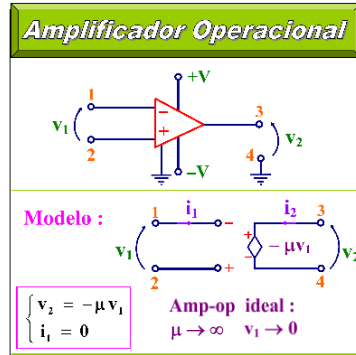 Amplificador Operacional
+V
1
−
3
v₁
+
v₂
2
4
−V
Modelo :
1
i₁
−
i₂
3
v₁
+
−
− μv₁
v₂
2
+
4
v₂ = −μv₁
i₁ = 0
Amp-op ideal :
μ → ∞ v₁ → 0